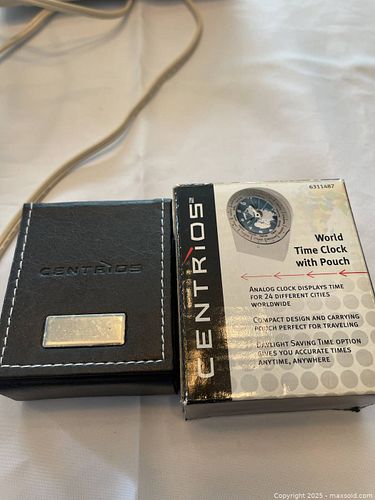 CENTRIOS
CENTRIOS
6311487
World
Time Clock
with Pouch
ANALOG CLOCK DISPLAYS TIME
FOR 24 DIFFERENT CITIES
WORLDWIDE
COMPACT DESIGN AND CARRYING
POUCH PERFECT FOR TRAVELING
DAYLIGHT SAVING TIME OPTION
GIVES YOU ACCURATE TIMES
ANYTIME, ANYWHERE
Copyright 2025 - maxsold.com